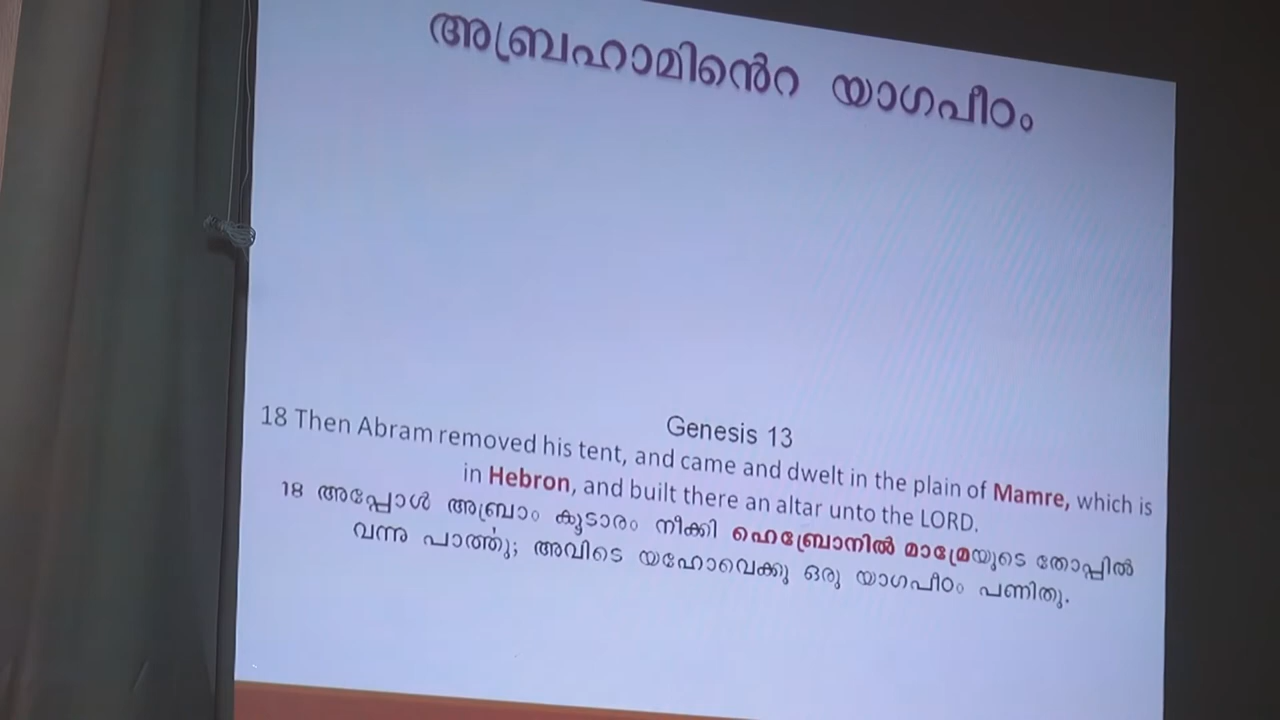 അബ്രഹാമിൻെറ യാഗപീഠം
Genesis 13
18 Then Abram removed his tent, and came and dwelt in the plain of Mamre, which is
in Hebron, and built there an altar unto the LORD.
18 അപ്പോൾ അബ്രാം കൂടാരം നീക്കി ഹെബ്രോനിൽ മാമ്രേയുടെ തോപ്പിൽ
വന്നു പാർത്തു; അവിടെ യഹോവെക്കു ഒരു യാഗപീഠം പണിതു.